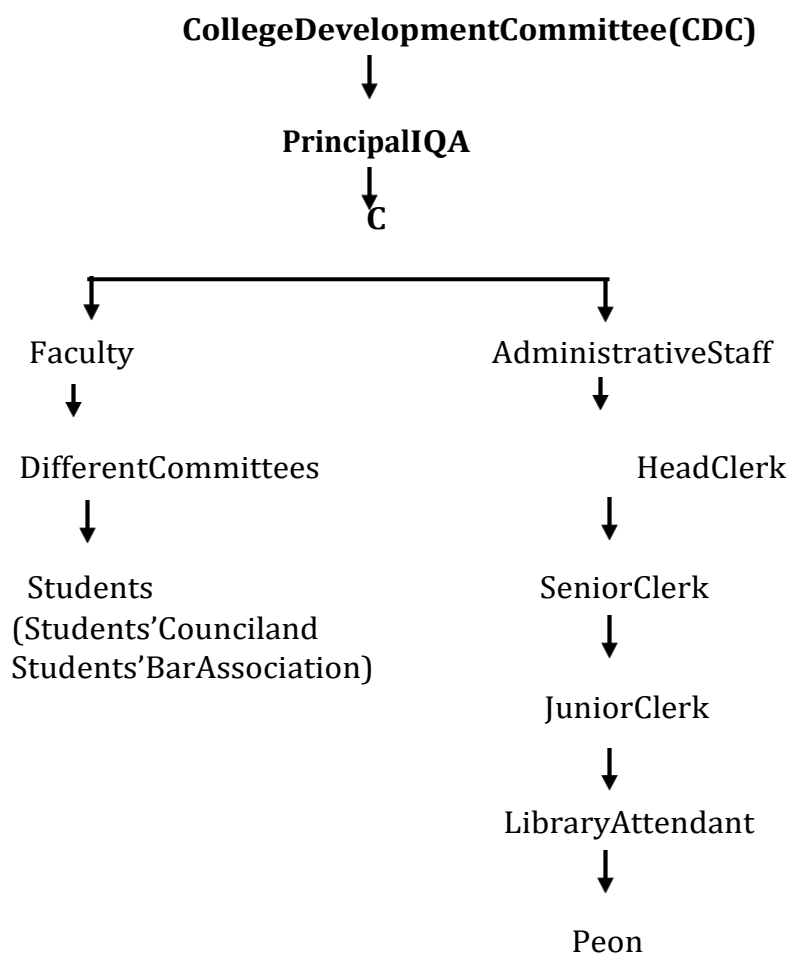 CollegeDevelopmentCommittee(CDC)
PrincipalIQA
C
Faculty
AdministrativeStaff
DifferentCommittees
HeadClerk
Students
(Students’Counciland
Students’BarAssociation)
SeniorClerk
JuniorClerk
LibraryAttendant
Peon